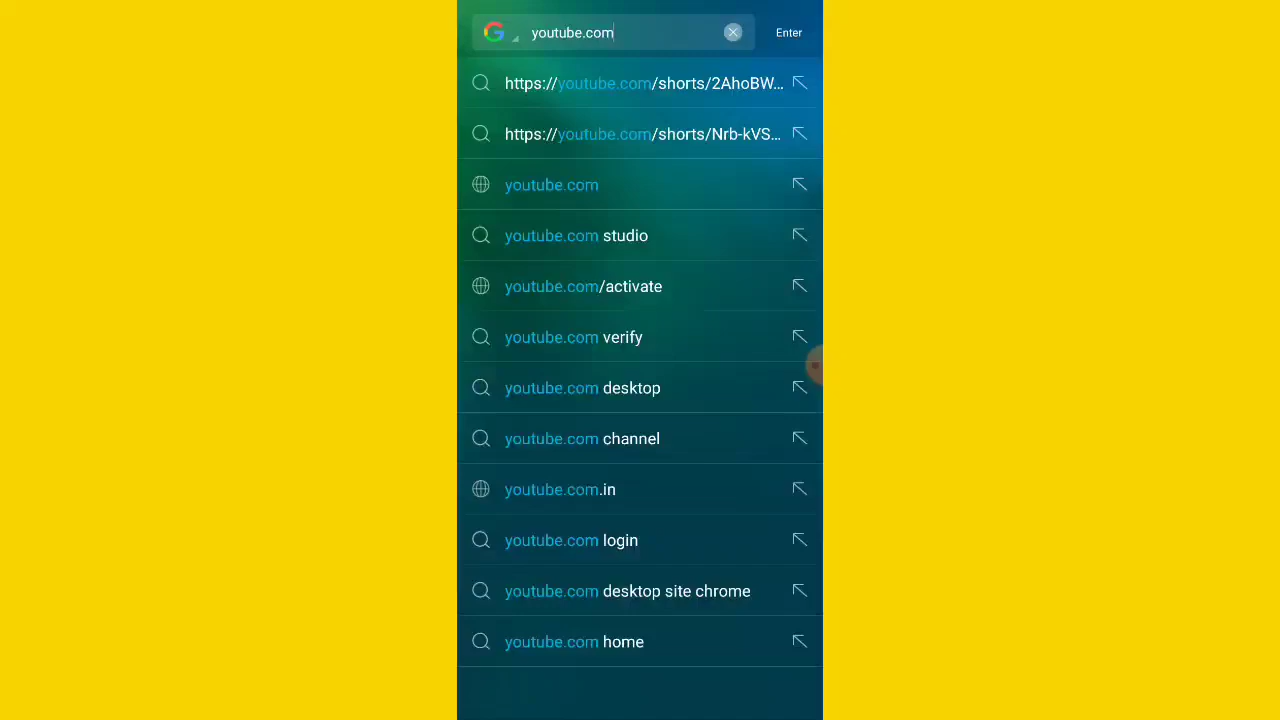 youtube.com
Enter
https://youtube.com/shorts/2AhoBW...
https://youtube.com/shorts/Nrb-kVS...
youtube.com
youtube.com studio
youtube.com/activate
youtube.com verify
youtube.com desktop
youtube.com channel
youtube.com.in
youtube.com login
youtube.com desktop site chrome
youtube.com home